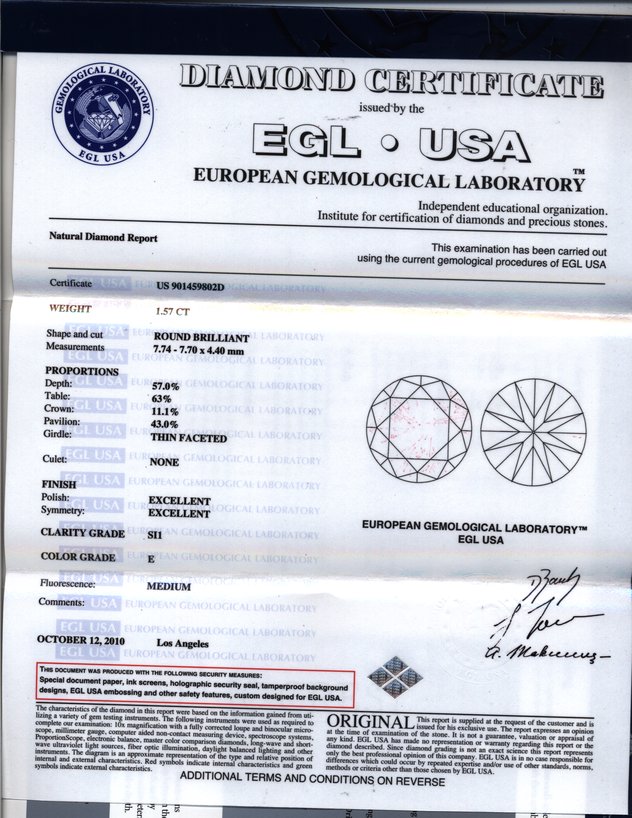 GEMOLOGICAL LABORATORY
EGL USA
DIAMOND CERTIFICATE
issued by the
EGL • USA
EUROPEAN GEMOLOGICAL LABORATORY™
Independent educational organization.
Institute for certification of diamonds and precious stones.
Natural Diamond Report
This examination has been carried out
using the current gemological procedures of EGL USA
Certificate US 901459802D
WEIGHT 1.57 CT
Shape and cut ROUND BRILLIANT
Measurements 7.74 - 7.70 x 4.40 mm
PROPORTIONS
Depth: 57.0%
Table: 63%
Crown: 11.1%
Pavilion: 43.0%
Girdle: THIN FACETED
Culet: NONE
FINISH
Polish: EXCELLENT
Symmetry: EXCELLENT
CLARITY GRADE SI1
COLOR GRADE E
Fluorescence: MEDIUM
Comments:
EUROPEAN GEMOLOGICAL LABORATORY™
EGL USA
OCTOBER 12, 2010 Los Angeles
THIS DOCUMENT WAS PRODUCED WITH THE FOLLOWING SECURITY MEASURES:
Special document paper, ink screens, holographic security seal, tamperproof background
designs, EGL USA embossing and other safety features, custom designed for EGL USA.
The characteristics of the diamond in this report were based on the information gained from uti-
lizing a variety of gem testing instruments. The following instruments were used as required to
complete our examination: 10x magnification with a fully corrected loupe and binocular micro-
scope, millimeter gauge, computer aided non-contact measuring device, spectroscope systems,
ProportionScope, electronic balance, master color comparison diamonds, long-wave and short-
wave ultraviolet light sources, fiber optic illumination, daylight balanced lighting and other
instruments. The diagram is an approximate representation of the type and relative position of
internal and external characteristics. Red symbols indicate internal characteristics and green
symbols indicate external characteristics.
ORIGINAL This report is supplied at the request of the customer and is
issued for his exclusive use. The report expresses an opinion
at the time of examination of the stone. It is not a guarantee, valuation or appraisal of
any kind. EGL USA has made no representation or warranty regarding this report or the
diamond described. Since diamond grading is not an exact science this report represents
only the best professional opinion of this company. EGL USA is in no case responsible for
differences which could occur by repeated expertise and/or use of other standards, norms,
methods or criteria other than those chosen by EGL USA.
ADDITIONAL TERMS AND CONDITIONS ON REVERSE